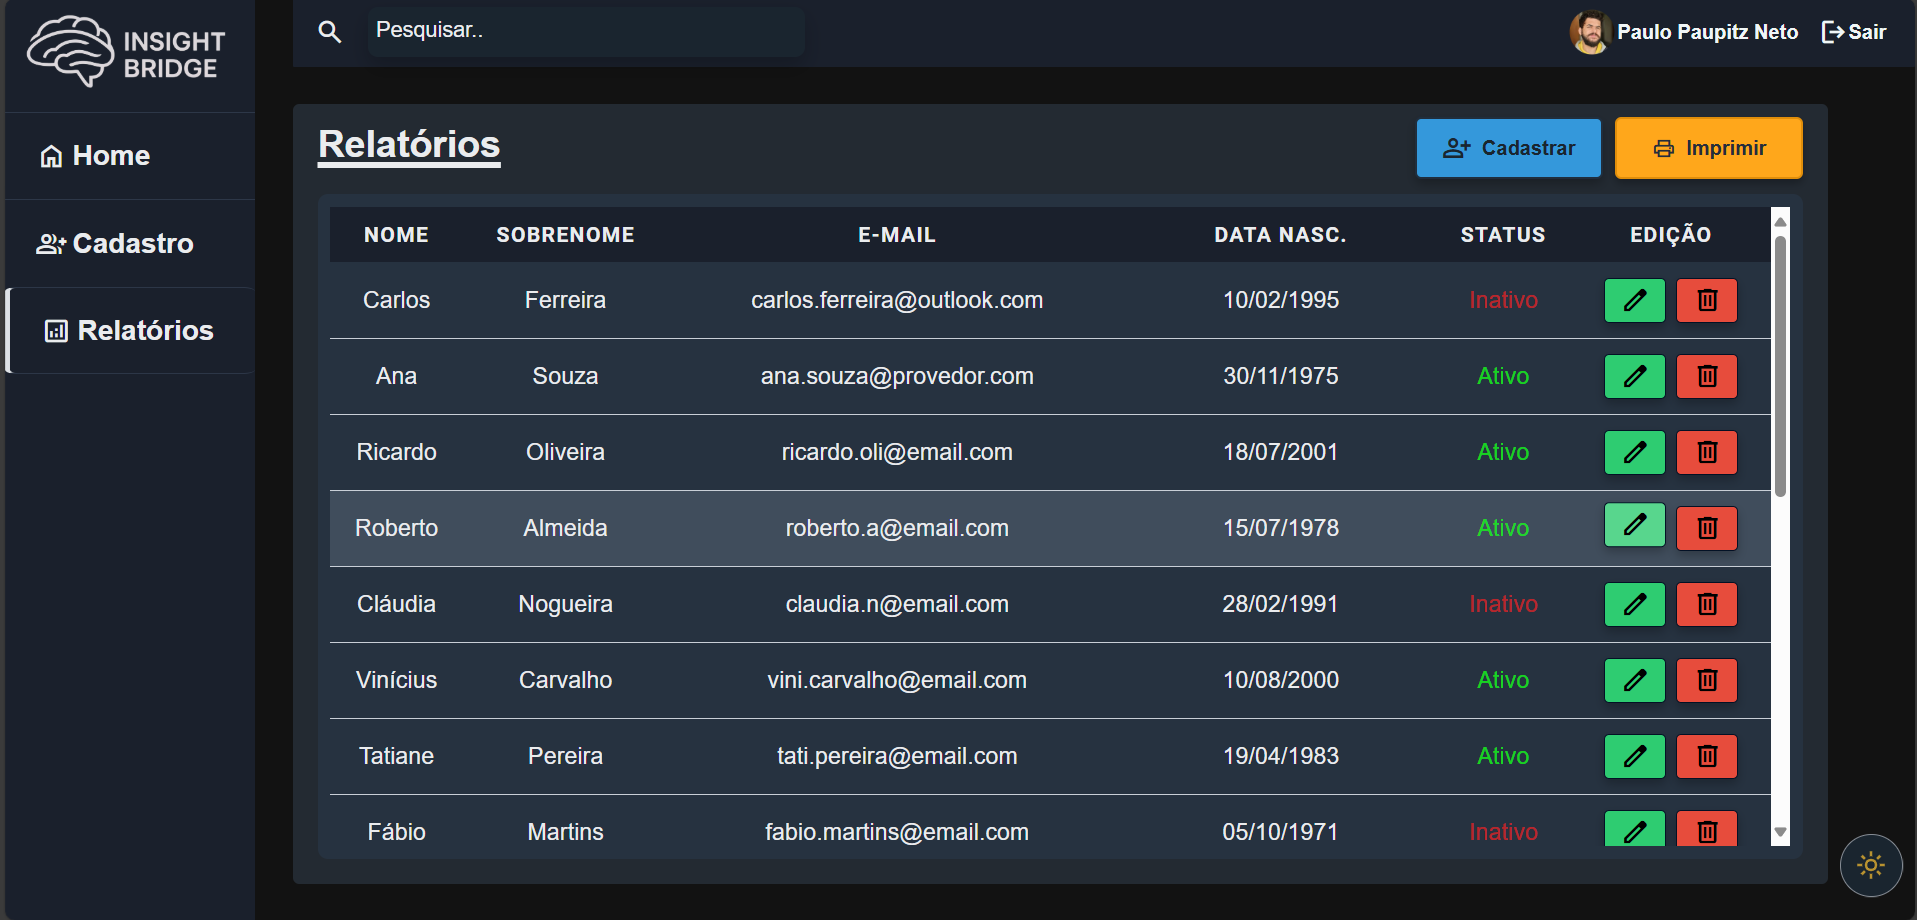 INSIGHT
BRIDGE
Pesquisar..
Paulo Paupitz Neto
Sair
Home
Cadastro
Relatórios
Relatórios
Cadastrar
Imprimir
NOME SOBRENOME E-MAIL DATA NASC. STATUS EDIÇÃO
Carlos Ferreira carlos.ferreira@outlook.com 10/02/1995 Inativo
Ana Souza ana.souza@provedor.com 30/11/1975 Ativo
Ricardo Oliveira ricardo.oli@email.com 18/07/2001 Ativo
Roberto Almeida roberto.a@email.com 15/07/1978 Ativo
Cláudia Nogueira claudia.n@email.com 28/02/1991 Inativo
Vinícius Carvalho vini.carvalho@email.com 10/08/2000 Ativo
Tatiane Pereira tati.pereira@email.com 19/04/1983 Ativo
Fábio Martins fabio.martins@email.com 05/10/1971 Inativo